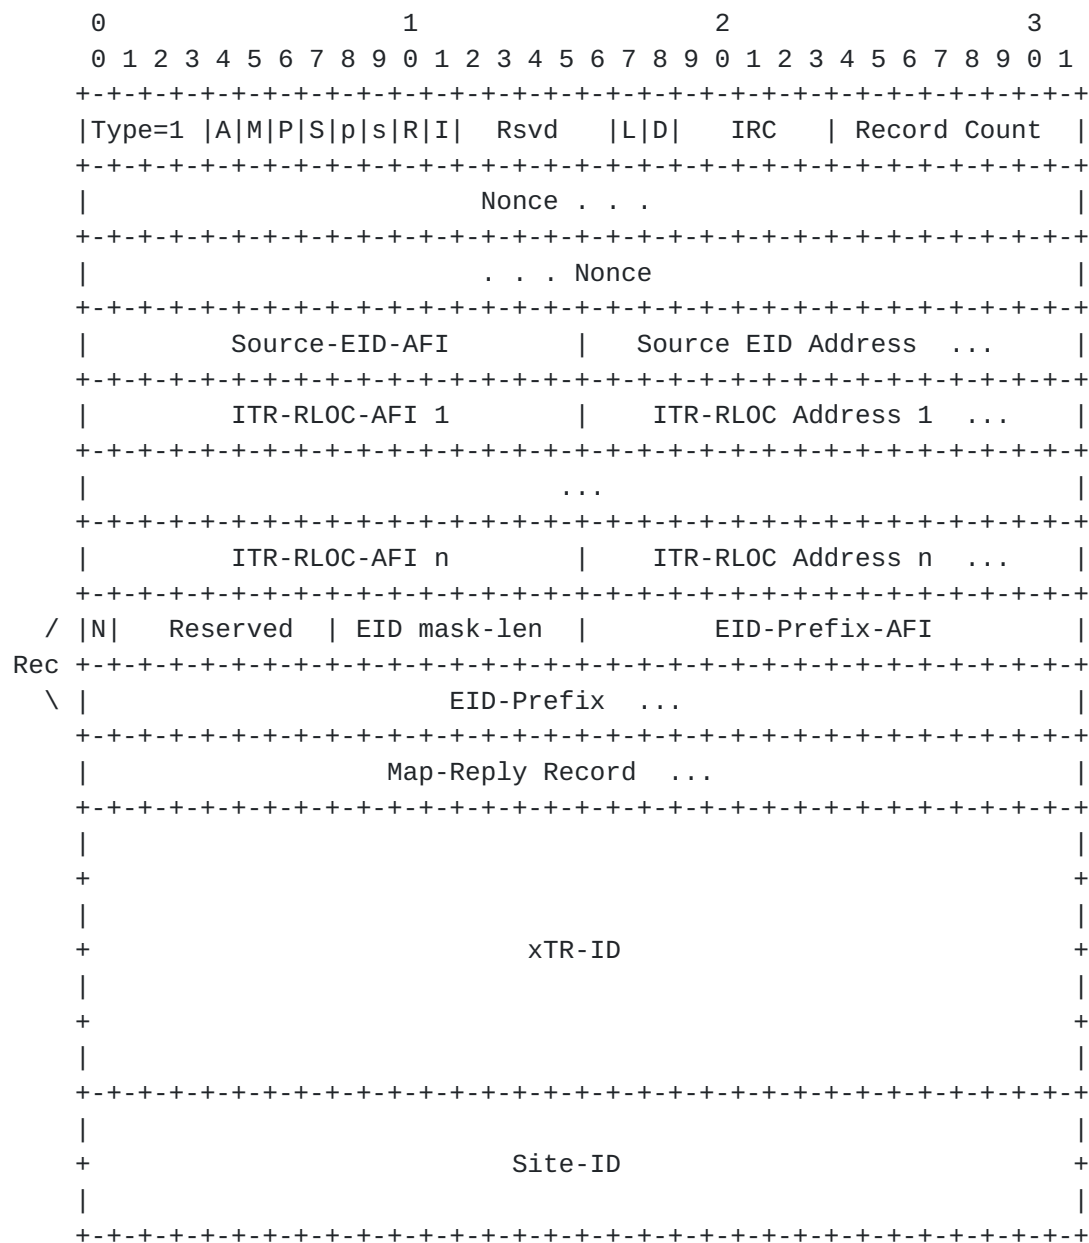 0                   1                   2                   3
     0 1 2 3 4 5 6 7 8 9 0 1 2 3 4 5 6 7 8 9 0 1 2 3 4 5 6 7 8 9 0 1
    +-+-+-+-+-+-+-+-+-+-+-+-+-+-+-+-+-+-+-+-+-+-+-+-+-+-+-+-+-+-+-+-+
    |Type=1 |A|M|P|S|p|s|R|I|  Rsvd   |L|D|   IRC   | Record Count  |
    +-+-+-+-+-+-+-+-+-+-+-+-+-+-+-+-+-+-+-+-+-+-+-+-+-+-+-+-+-+-+-+-+
    |                         Nonce . . .                           |
    +-+-+-+-+-+-+-+-+-+-+-+-+-+-+-+-+-+-+-+-+-+-+-+-+-+-+-+-+-+-+-+-+
    |                         . . . Nonce                           |
    +-+-+-+-+-+-+-+-+-+-+-+-+-+-+-+-+-+-+-+-+-+-+-+-+-+-+-+-+-+-+-+-+
    |         Source-EID-AFI        |   Source EID Address  ...     |
    +-+-+-+-+-+-+-+-+-+-+-+-+-+-+-+-+-+-+-+-+-+-+-+-+-+-+-+-+-+-+-+-+
    |         ITR-RLOC-AFI 1        |    ITR-RLOC Address 1  ...    |
    +-+-+-+-+-+-+-+-+-+-+-+-+-+-+-+-+-+-+-+-+-+-+-+-+-+-+-+-+-+-+-+-+
    |                              ...                              |
    +-+-+-+-+-+-+-+-+-+-+-+-+-+-+-+-+-+-+-+-+-+-+-+-+-+-+-+-+-+-+-+-+
    |         ITR-RLOC-AFI n        |    ITR-RLOC Address n  ...    |
    +-+-+-+-+-+-+-+-+-+-+-+-+-+-+-+-+-+-+-+-+-+-+-+-+-+-+-+-+-+-+-+-+
  / |N|   Reserved  | EID mask-len  |        EID-Prefix-AFI         |
Rec +-+-+-+-+-+-+-+-+-+-+-+-+-+-+-+-+-+-+-+-+-+-+-+-+-+-+-+-+-+-+-+-+
  \ |                       EID-Prefix  ...                         |
    +-+-+-+-+-+-+-+-+-+-+-+-+-+-+-+-+-+-+-+-+-+-+-+-+-+-+-+-+-+-+-+-+
    |                   Map-Reply Record  ...                       |
    +-+-+-+-+-+-+-+-+-+-+-+-+-+-+-+-+-+-+-+-+-+-+-+-+-+-+-+-+-+-+-+-+
    |                                                               |
    +                                                               +
    |                                                               |
    +                            xTR-ID                             +
    |                                                               |
    +                                                               +
    |                                                               |
    +-+-+-+-+-+-+-+-+-+-+-+-+-+-+-+-+-+-+-+-+-+-+-+-+-+-+-+-+-+-+-+-+
    |                                                               |
    +                           Site-ID                             +
    |                                                               |
    +-+-+-+-+-+-+-+-+-+-+-+-+-+-+-+-+-+-+-+-+-+-+-+-+-+-+-+-+-+-+-+-+